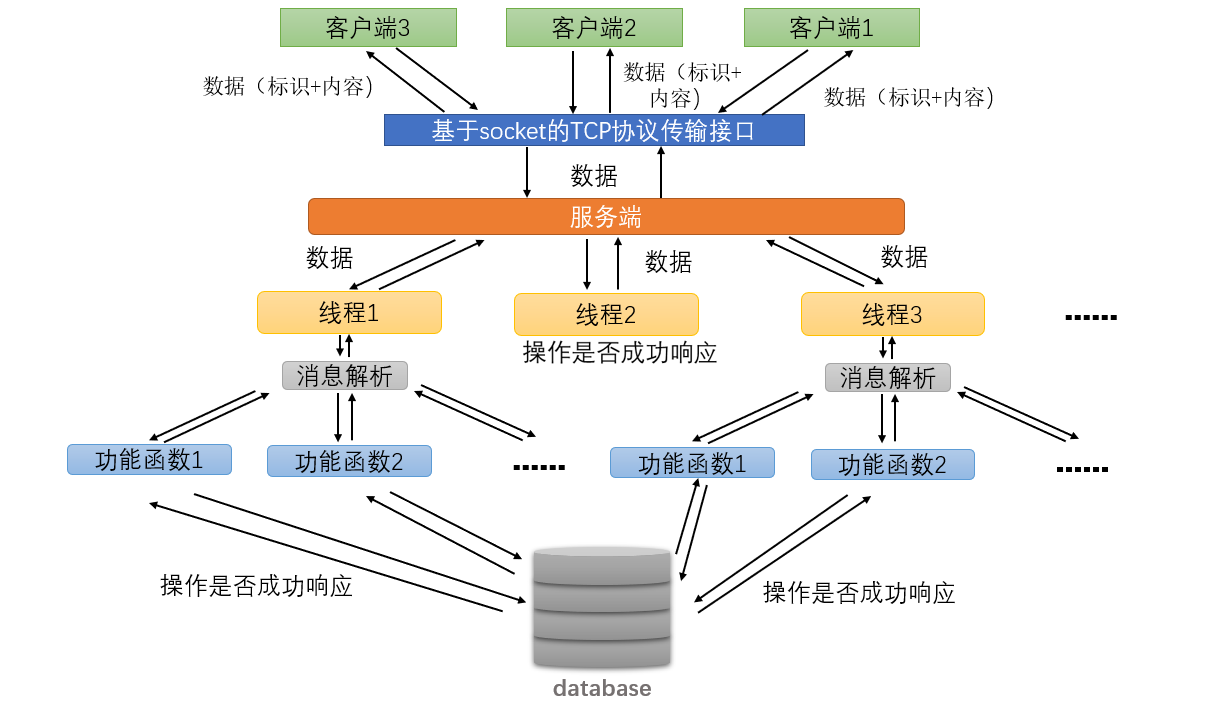 客户端3
客户端2
客户端1
数据（标识+内容）
数据（标识+
内容）
数据（标识+内容）
基于socket的TCP协议传输接口
数据
服务端
数据
数据
数据
线程1
线程2
线程3
......
操作是否成功响应
消息解析
消息解析
功能函数1
功能函数2
......
功能函数1
功能函数2
......
操作是否成功响应
操作是否成功响应
database